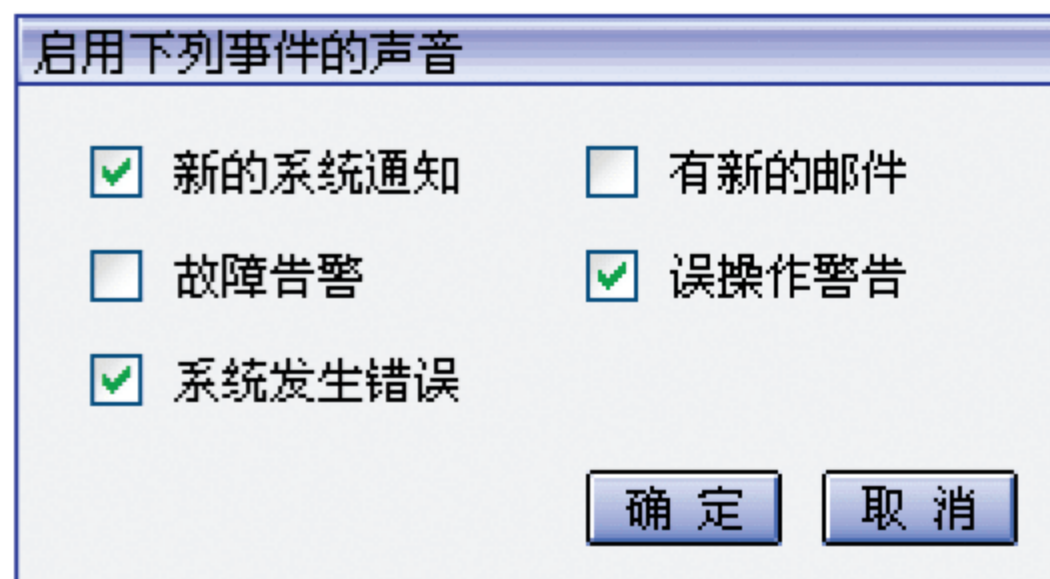 启用下列事件的声音
新的系统通知 有新的邮件
故障告警 误操作警告
系统发生错误
确 定 取 消